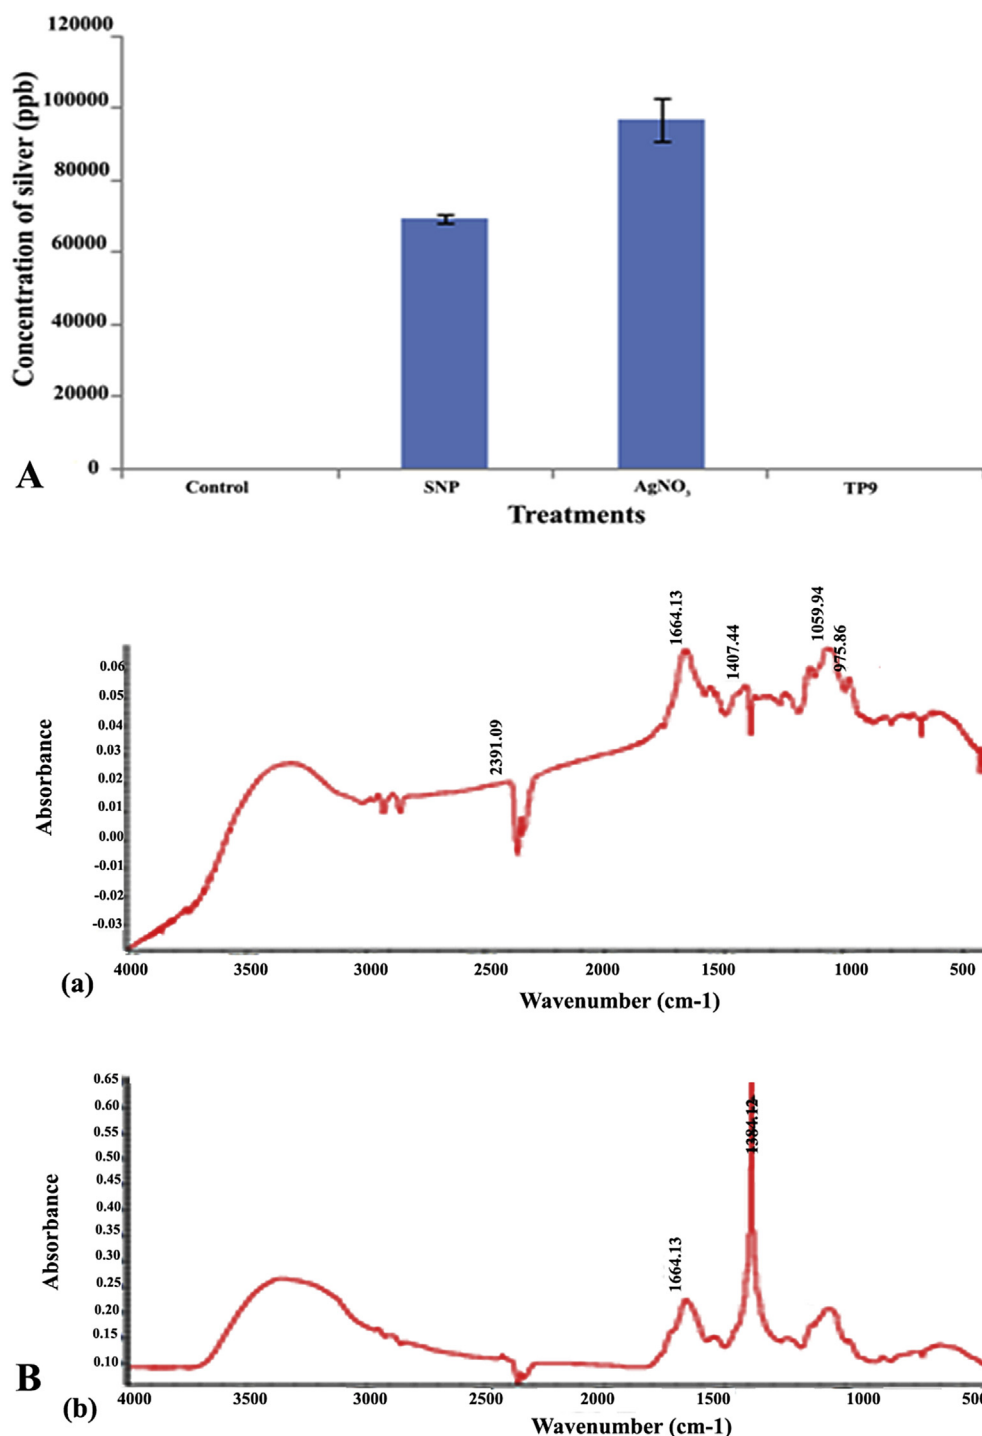 120000
100000
80000
60000
40000
20000
0
Concentration of silver (ppb)
A
Control SNP AgNO₃ TP9
Treatments
1664.13
1407.44
1059.94
975.86
2391.09
0.06
0.05
0.04
0.03
0.02
0.01
0.00
-0.01
-0.02
-0.03
Absorbance
4000 3500 3000 2500 2000 1500 1000 500
(a)
Wavenumber (cm-1)
0.65
0.60
0.55
0.50
0.45
0.40
0.35
0.30
0.25
0.20
0.15
0.10
Absorbance
1384.12
1664.13
B
4000 3500 3000 2500 2000 1500 1000 500
(b)
Wavenumber (cm-1)